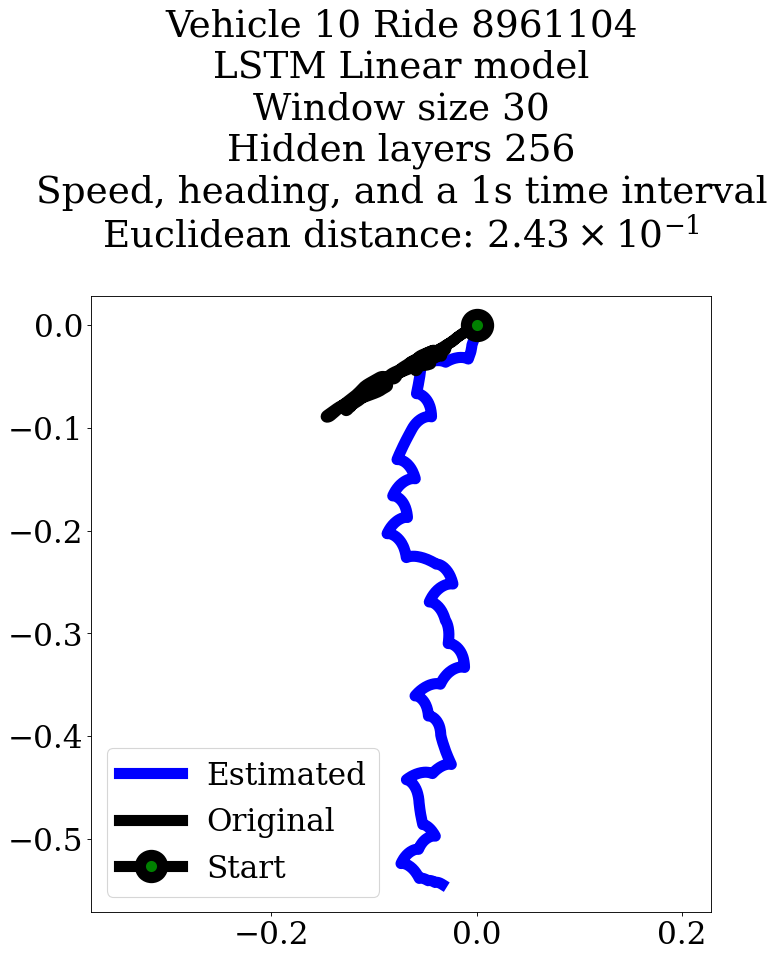 Vehicle 10 Ride 8961104
LSTM Linear model
Window size 30
Hidden layers 256
Speed, heading, and a 1s time interval
Euclidean distance: 2.43 × 10⁻¹
0.0
−0.1
−0.2
−0.3
−0.4
−0.5
Estimated
Original
Start
−0.2
0.0
0.2